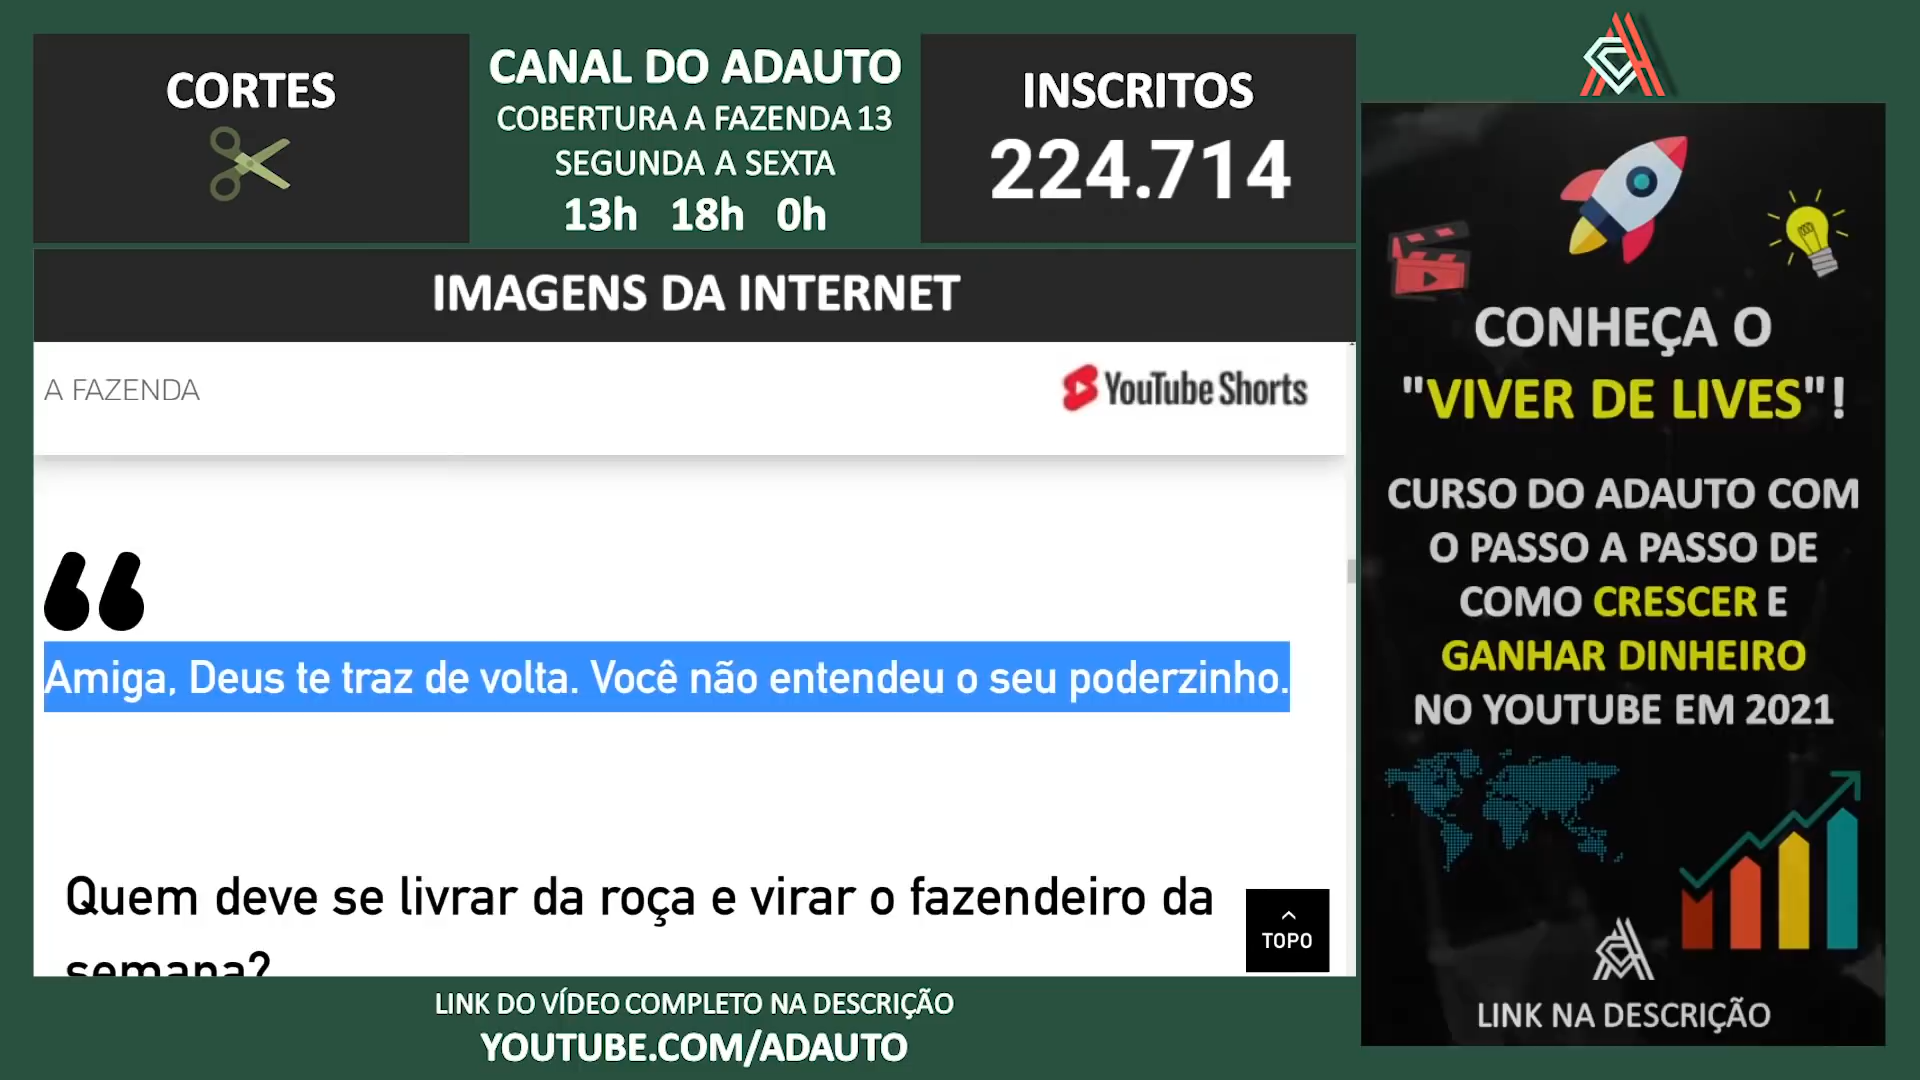 CORTES
CANAL DO ADAUTO
COBERTURA A FAZENDA 13
SEGUNDA A SEXTA
13h 18h 0h
INSCRITOS
224.714
IMAGENS DA INTERNET
A FAZENDA
YouTube Shorts
“
Amiga, Deus te traz de volta. Você não entendeu o seu poderzinho.
Quem deve se livrar da roça e virar o fazendeiro da
semana?
TOPO
LINK DO VÍDEO COMPLETO NA DESCRIÇÃO
YOUTUBE.COM/ADAUTO
CONHEÇA O
"VIVER DE LIVES"!
CURSO DO ADAUTO COM
O PASSO A PASSO DE
COMO CRESCER E
GANHAR DINHEIRO
NO YOUTUBE EM 2021
LINK NA DESCRIÇÃO